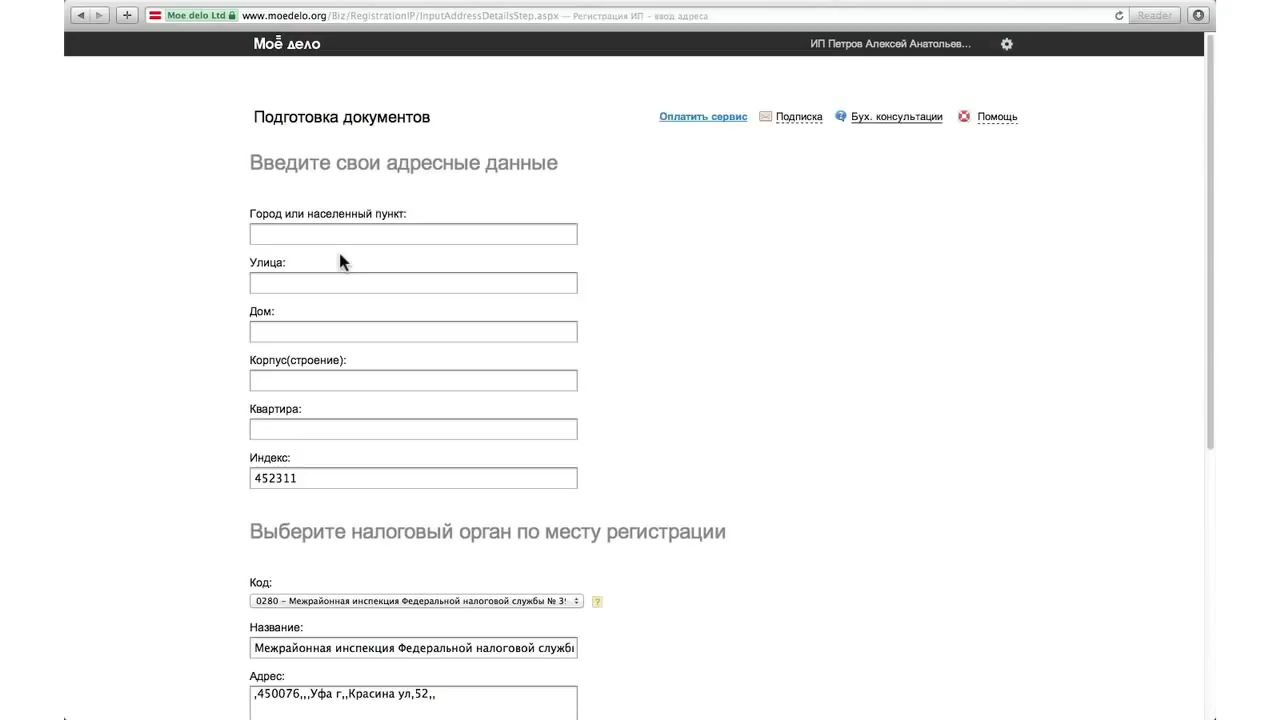 Moe delo Ltd www.moedelo.org/Biz/RegistrationIP/InputAddressDetailsStep.aspx — Регистрация ИП - ввод адреса Reader
Моё дело ИП Петров Алексей Анатольев...
Подготовка документов Оплатить сервис Подписка Бух. консультации Помощь
Введите свои адресные данные
Город или населенный пункт:
Улица:
Дом:
Корпус(строение):
Квартира:
Индекс:
452311
Выберите налоговый орган по месту регистрации
Код:
0280 - Межрайонная инспекция Федеральной налоговой службы № 3 ?
Название:
Межрайонная инспекция Федеральной налоговой службы
Адрес:
,450076,,,Уфа г,,Красина ул,52,,